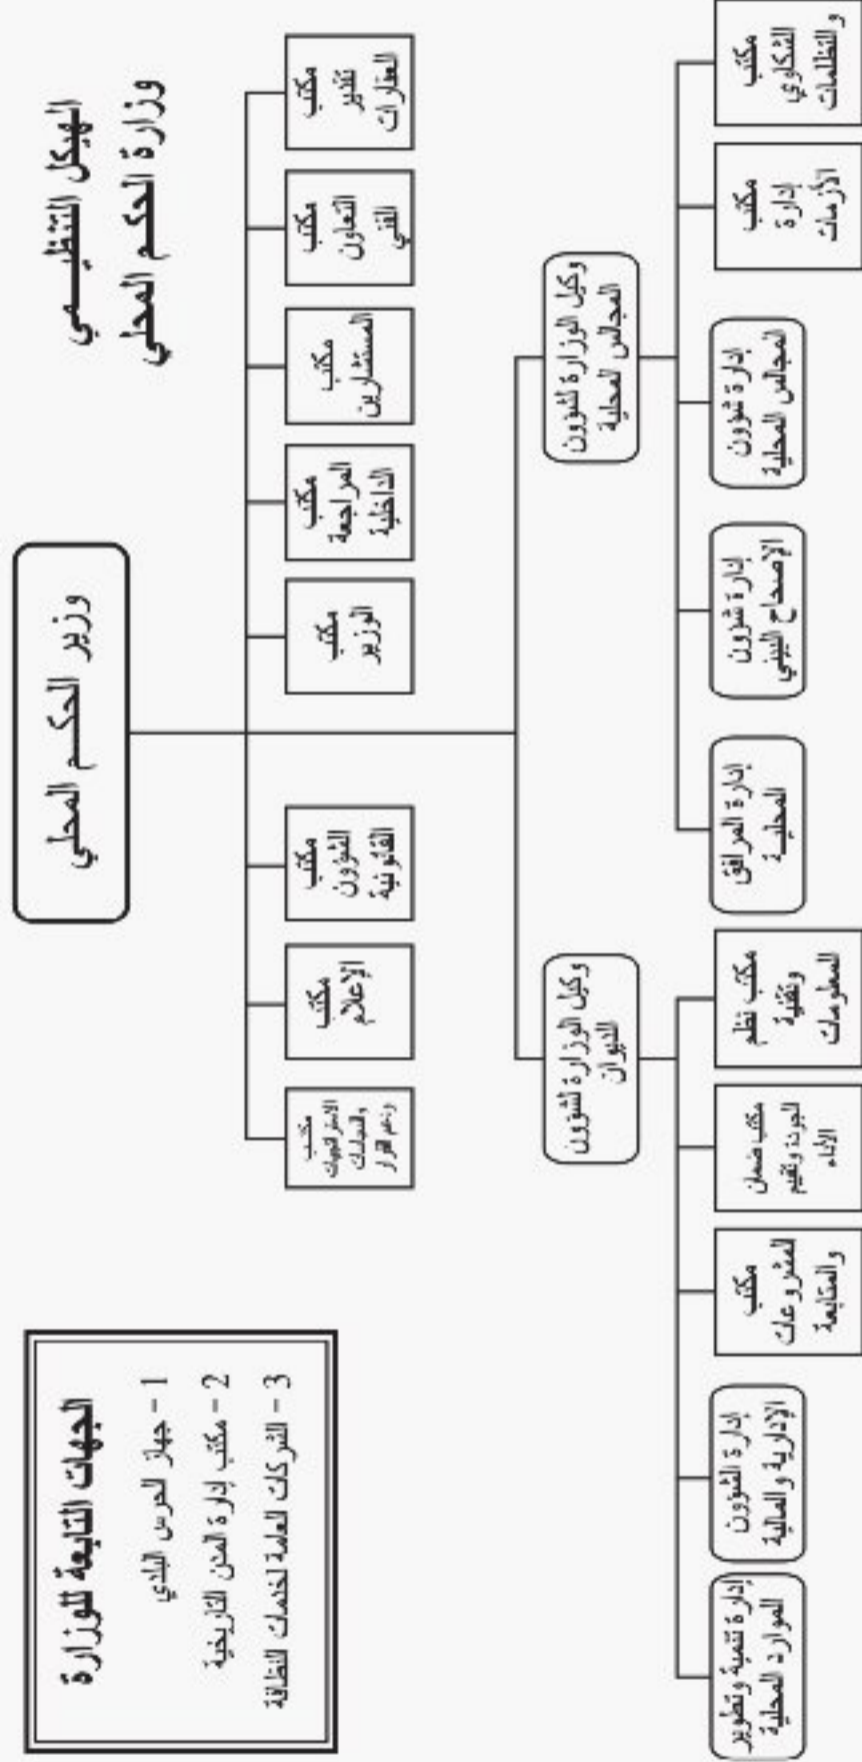 الهيكل التنظيمي
وزارة الحكم المحلي
وزير الحكم المحلي
مكتب
تقدير
العقارات
مكتب
التعاون
الفني
مكتب
المستشارين
مكتب
المراجعة
الداخلية
مكتب
الوزير
مكتب
الشؤون
القانونية
مكتب
الإعلام
مكتب
الاستراتيجيات
والسياسات
ودعم القرار
وكيل الوزارة لشؤون
المجالس المحلية
وكيل الوزارة لشؤون
الديوان
مكتب
الشكاوي
والتظلمات
مكتب
إدارة
الأزمات
إدارة شؤون
المجالس المحلية
إدارة شؤون
الإصحاح البيئي
إدارة المرافق
المحلية
مكتب نظم
وتقنية
المعلومات
مكتب ضمان
الجودة وتقييم
الأداء
مكتب
المشروعات
والمتابعة
إدارة الشؤون
الإدارية والمالية
إدارة تنمية وتطوير
الموارد المحلية
الجهات التابعة للوزارة
1 - جهاز الحرس البلدي
2 - مكتب إدارة المدن التاريخية
3 - الشركات العامة لخدمات النظافة